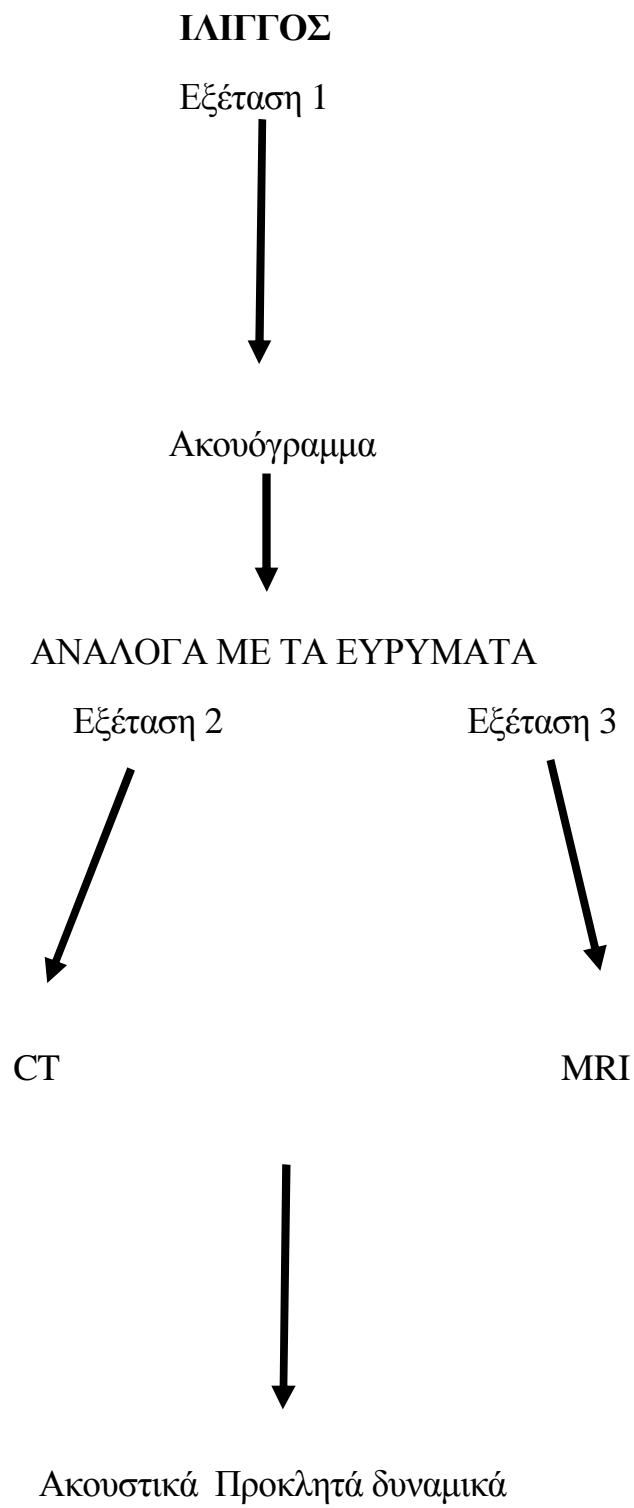 ΙΛΙΓΓΟΣ
Εξέταση 1
Ακουόγραμμα
ΑΝΑΛΟΓΑ ΜΕ ΤΑ ΕΥΡΥΜΑΤΑ
Εξέταση 2 Εξέταση 3
CT MRI
Ακουστικά Προκλητά δυναμικά